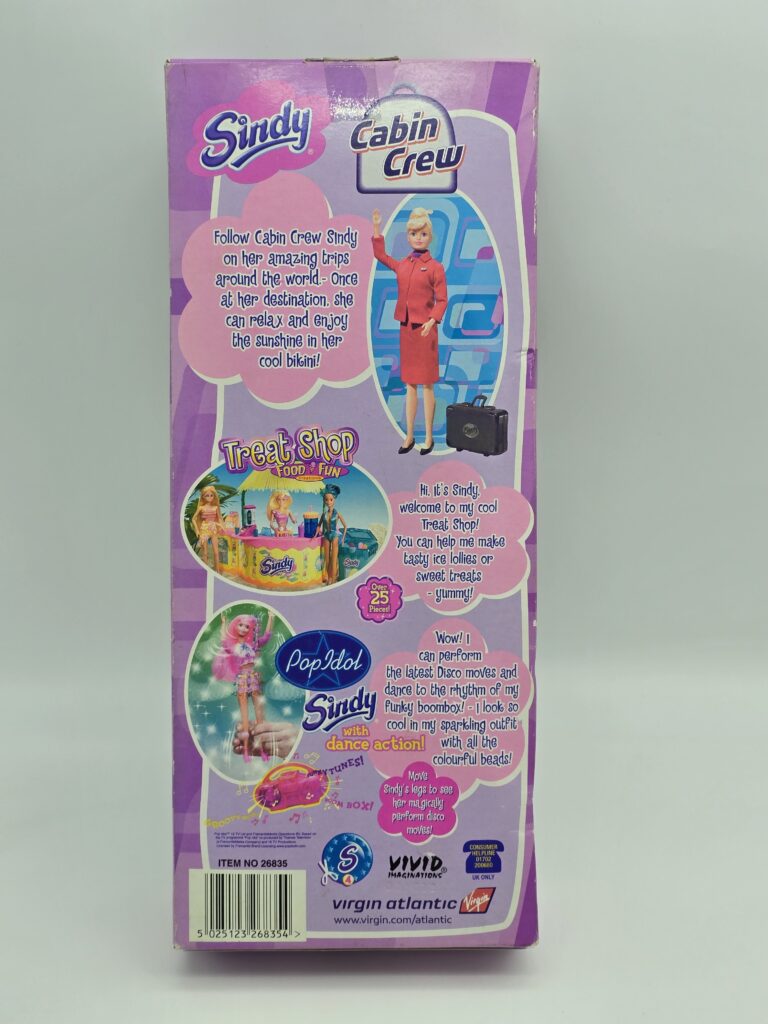 Sindy
Cabin
Crew
Follow Cabin Crew Sindy
on her amazing trips
around the world. Once
at her destination, she
can relax and enjoy
the sunshine in her
cool bikini!
Treat Shop
FOOD FUN
Sindy
Hi, it's Sindy,
welcome to my cool
Treat Shop!
You can help me make
tasty ice lollies or
sweet treats
- yummy!
Over
25
Pieces!
Pop Idol
Sindy
with
dance action!
Wow! I
can perform
the latest Disco moves and
dance to the rhythm of my
funky boombox! - I look so
cool in my sparkling outfit
with all the
colourful beads!
TUNES!
BOX!
Move
Sindy's legs to see
her magically
perform disco
moves!
ITEM NO 26835
S
4
VIVID
IMAGINATIONS®
CONSUMER
HELPLINE
01702
200660
UK ONLY
virgin atlantic Virgin
www.virgin.com/atlantic
5 025123 268354 >